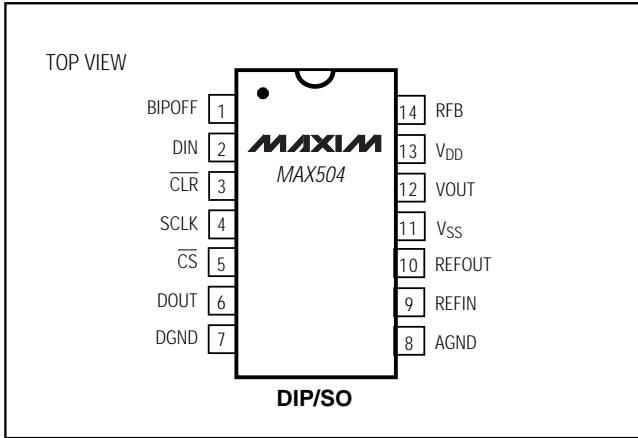 TOP VIEW
BIPOFF 1
DIN 2
CLR 3
SCLK 4
CS 5
DOUT 6
DGND 7
MAXIM
MAX504
14 RFB
13 VDD
12 VOUT
11 VSS
10 REFOUT
9 REFIN
8 AGND
DIP/SO